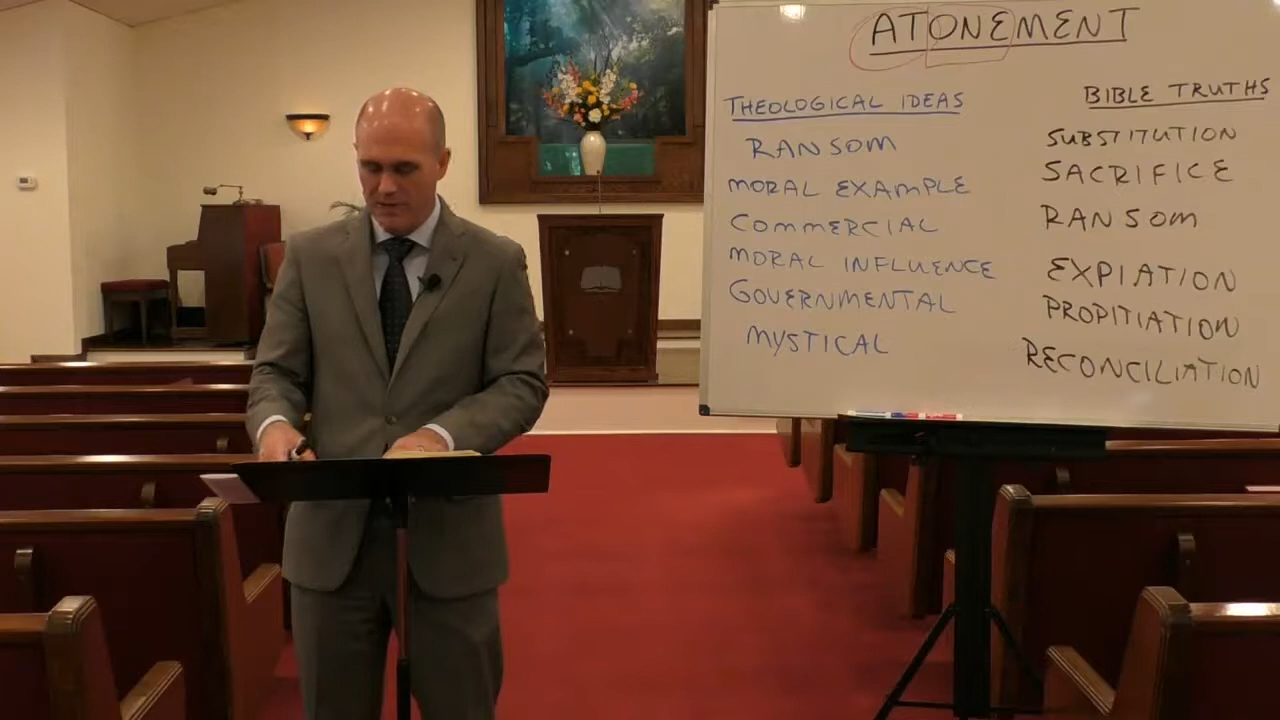 ATONEMENT
THEOLOGICAL IDEAS
RANSOM
MORAL EXAMPLE
COMMERCIAL
MORAL INFLUENCE
GOVERNMENTAL
MYSTICAL
BIBLE TRUTHS
SUBSTITUTION
SACRIFICE
RANSOM
EXPIATION
PROPITIATION
RECONCILIATION